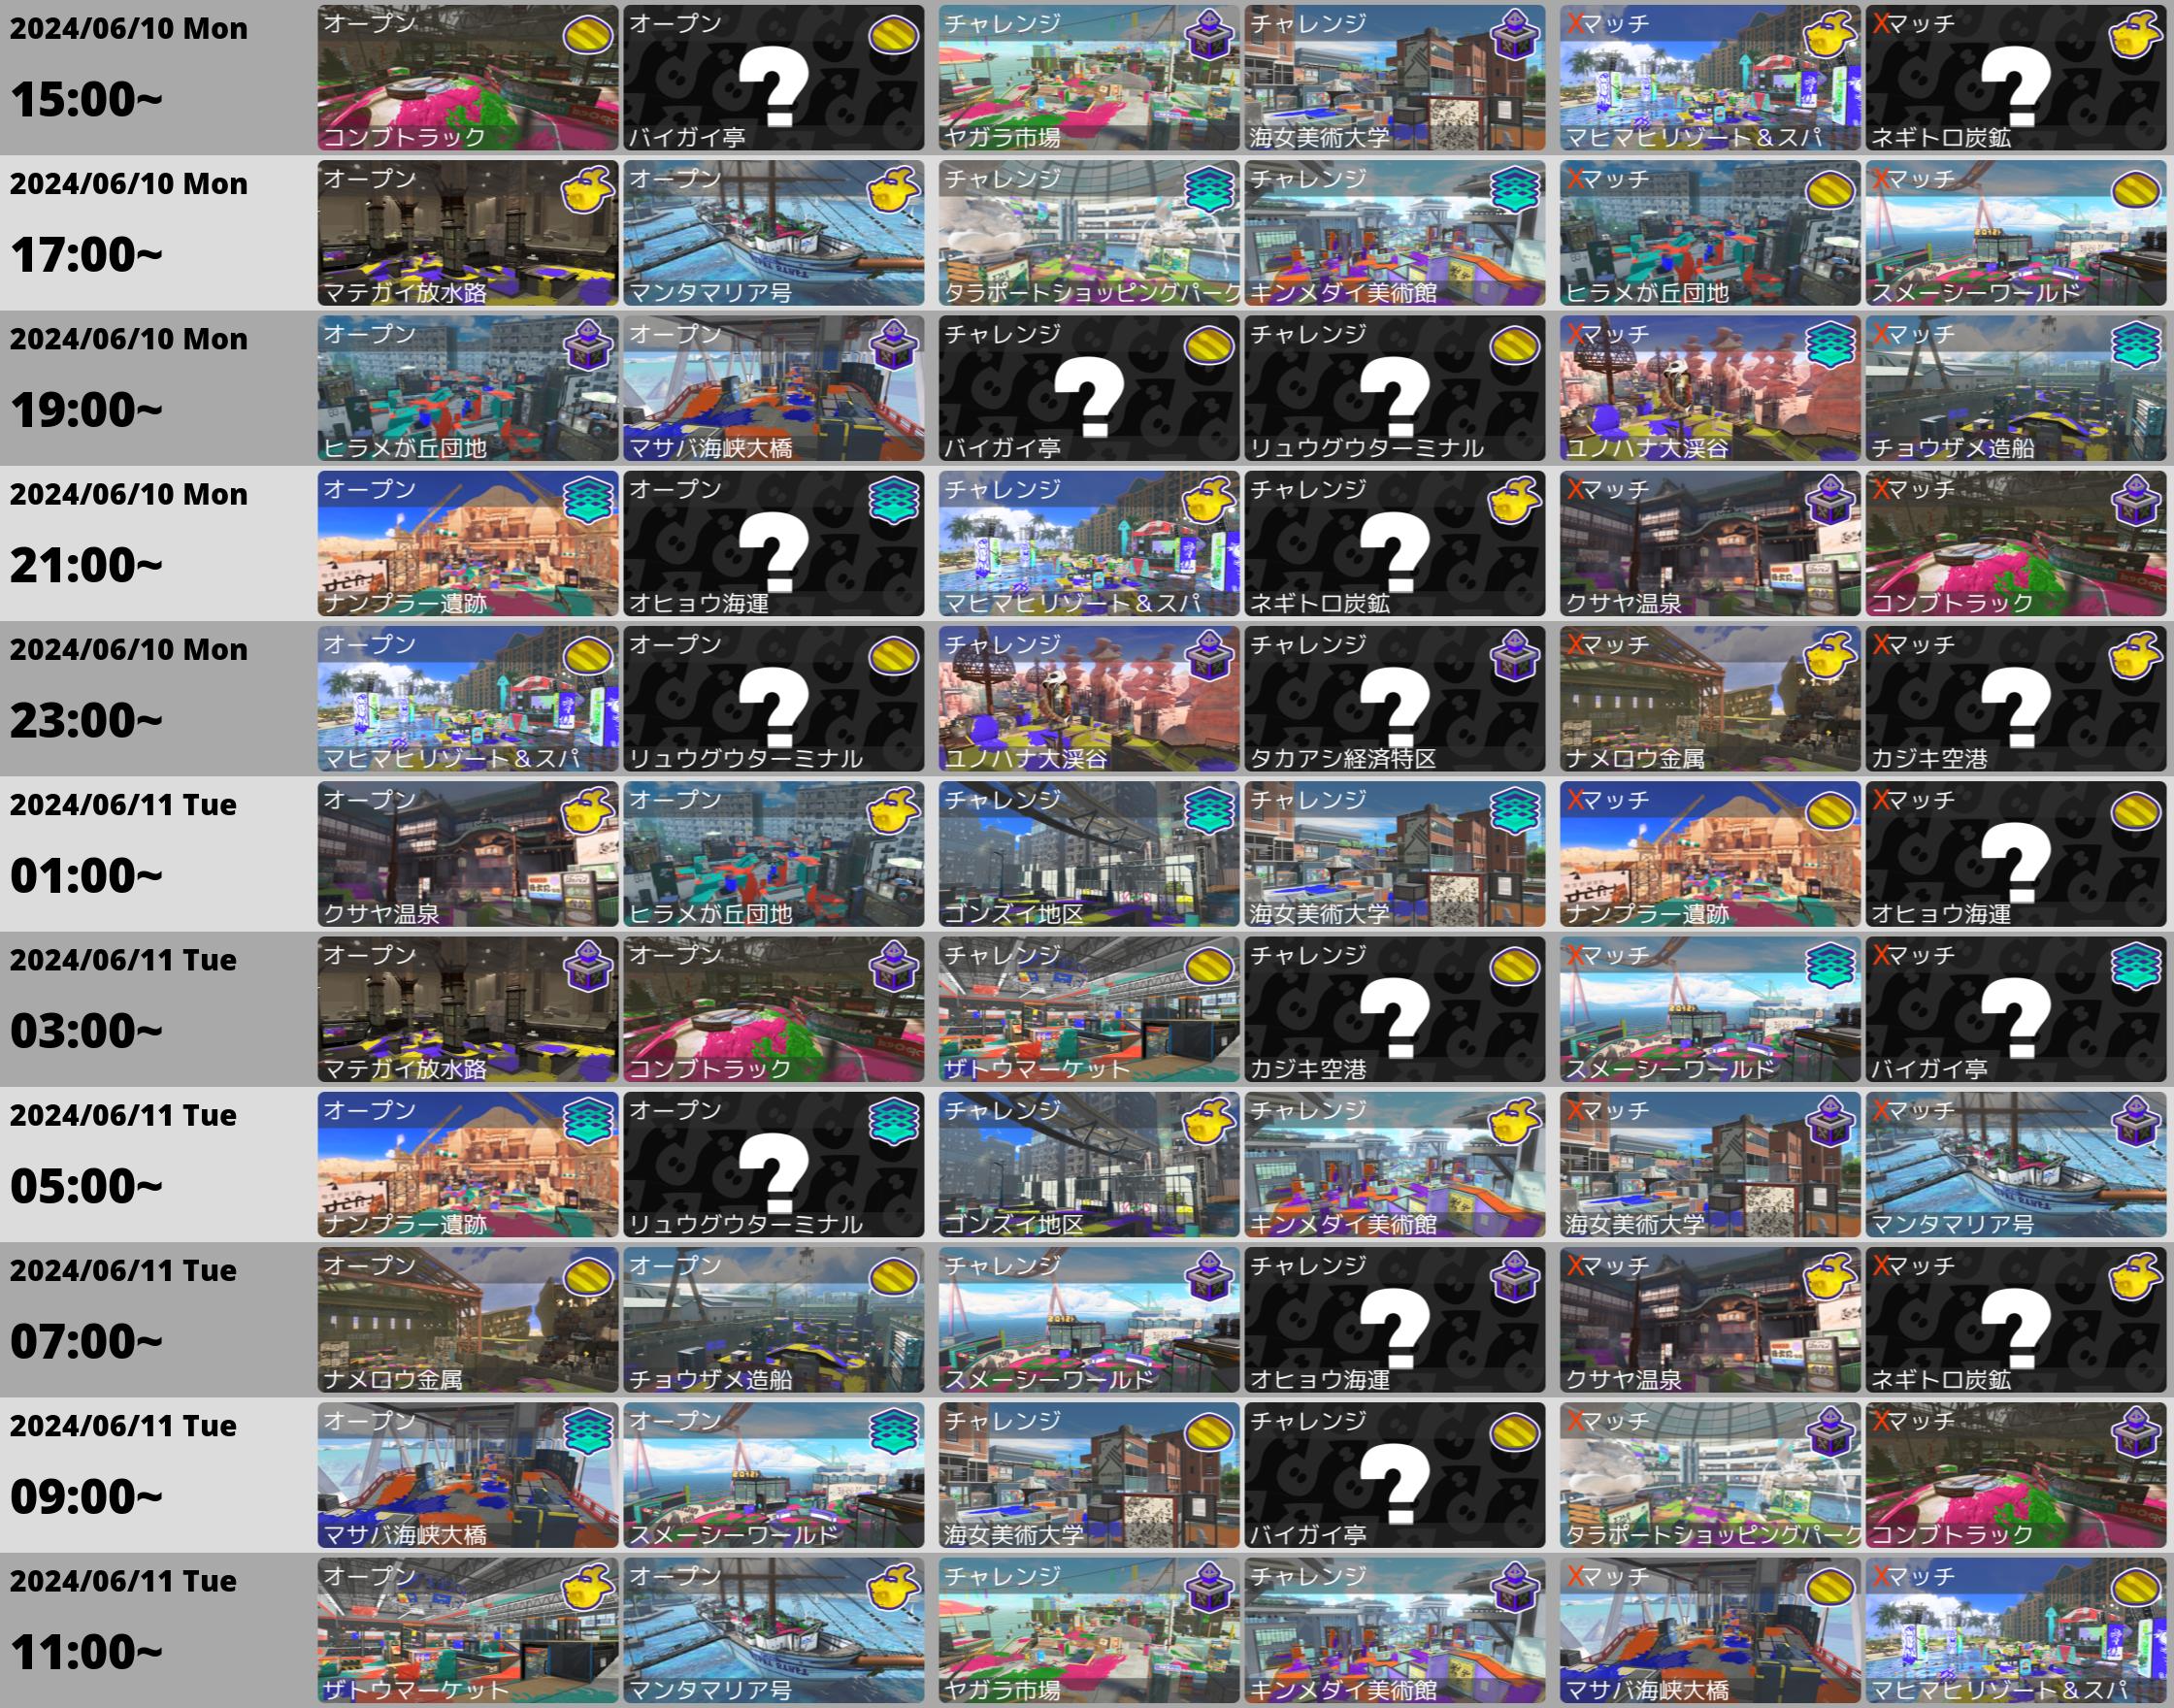 2024/06/10 Mon
15:00~
オープン
コンブトラック
オープン
バイガイ亭
チャレンジ
ヤガラ市場
チャレンジ
海女美術大学
Xマッチ
マヒマヒリゾート＆スパ
Xマッチ
ネギトロ炭鉱
2024/06/10 Mon
17:00~
オープン
マテガイ放水路
オープン
マンタマリア号
チャレンジ
タラポートショッピングパーク
チャレンジ
キンメダイ美術館
Xマッチ
ヒラメが丘団地
Xマッチ
スメーシーワールド
2024/06/10 Mon
19:00~
オープン
ヒラメが丘団地
オープン
マサバ海峡大橋
チャレンジ
バイガイ亭
チャレンジ
リュウグウターミナル
Xマッチ
ユノハナ大渓谷
Xマッチ
チョウザメ造船
2024/06/10 Mon
21:00~
オープン
ナンプラー遺跡
オープン
オヒョウ海運
チャレンジ
マヒマヒリゾート＆スパ
チャレンジ
ネギトロ炭鉱
Xマッチ
クサヤ温泉
Xマッチ
コンブトラック
2024/06/10 Mon
23:00~
オープン
マヒマヒリゾート＆スパ
オープン
リュウグウターミナル
チャレンジ
ユノハナ大渓谷
チャレンジ
タカアシ経済特区
Xマッチ
ナメロウ金属
Xマッチ
カジキ空港
2024/06/11 Tue
01:00~
オープン
クサヤ温泉
オープン
ヒラメが丘団地
チャレンジ
ゴンズイ地区
チャレンジ
海女美術大学
Xマッチ
ナンプラー遺跡
Xマッチ
オヒョウ海運
2024/06/11 Tue
03:00~
オープン
マテガイ放水路
オープン
コンブトラック
チャレンジ
ザトウマーケット
チャレンジ
カジキ空港
Xマッチ
スメーシーワールド
Xマッチ
バイガイ亭
2024/06/11 Tue
05:00~
オープン
ナンプラー遺跡
オープン
リュウグウターミナル
チャレンジ
ゴンズイ地区
チャレンジ
キンメダイ美術館
Xマッチ
海女美術大学
Xマッチ
マンタマリア号
2024/06/11 Tue
07:00~
オープン
ナメロウ金属
オープン
チョウザメ造船
チャレンジ
スメーシーワールド
チャレンジ
オヒョウ海運
Xマッチ
クサヤ温泉
Xマッチ
ネギトロ炭鉱
2024/06/11 Tue
09:00~
オープン
マサバ海峡大橋
オープン
スメーシーワールド
チャレンジ
海女美術大学
チャレンジ
バイガイ亭
Xマッチ
タラポートショッピングパーク
Xマッチ
コンブトラック
2024/06/11 Tue
11:00~
オープン
ザトウマーケット
オープン
マンタマリア号
チャレンジ
ヤガラ市場
チャレンジ
キンメダイ美術館
Xマッチ
マサバ海峡大橋
Xマッチ
マヒマヒリゾート＆スパ